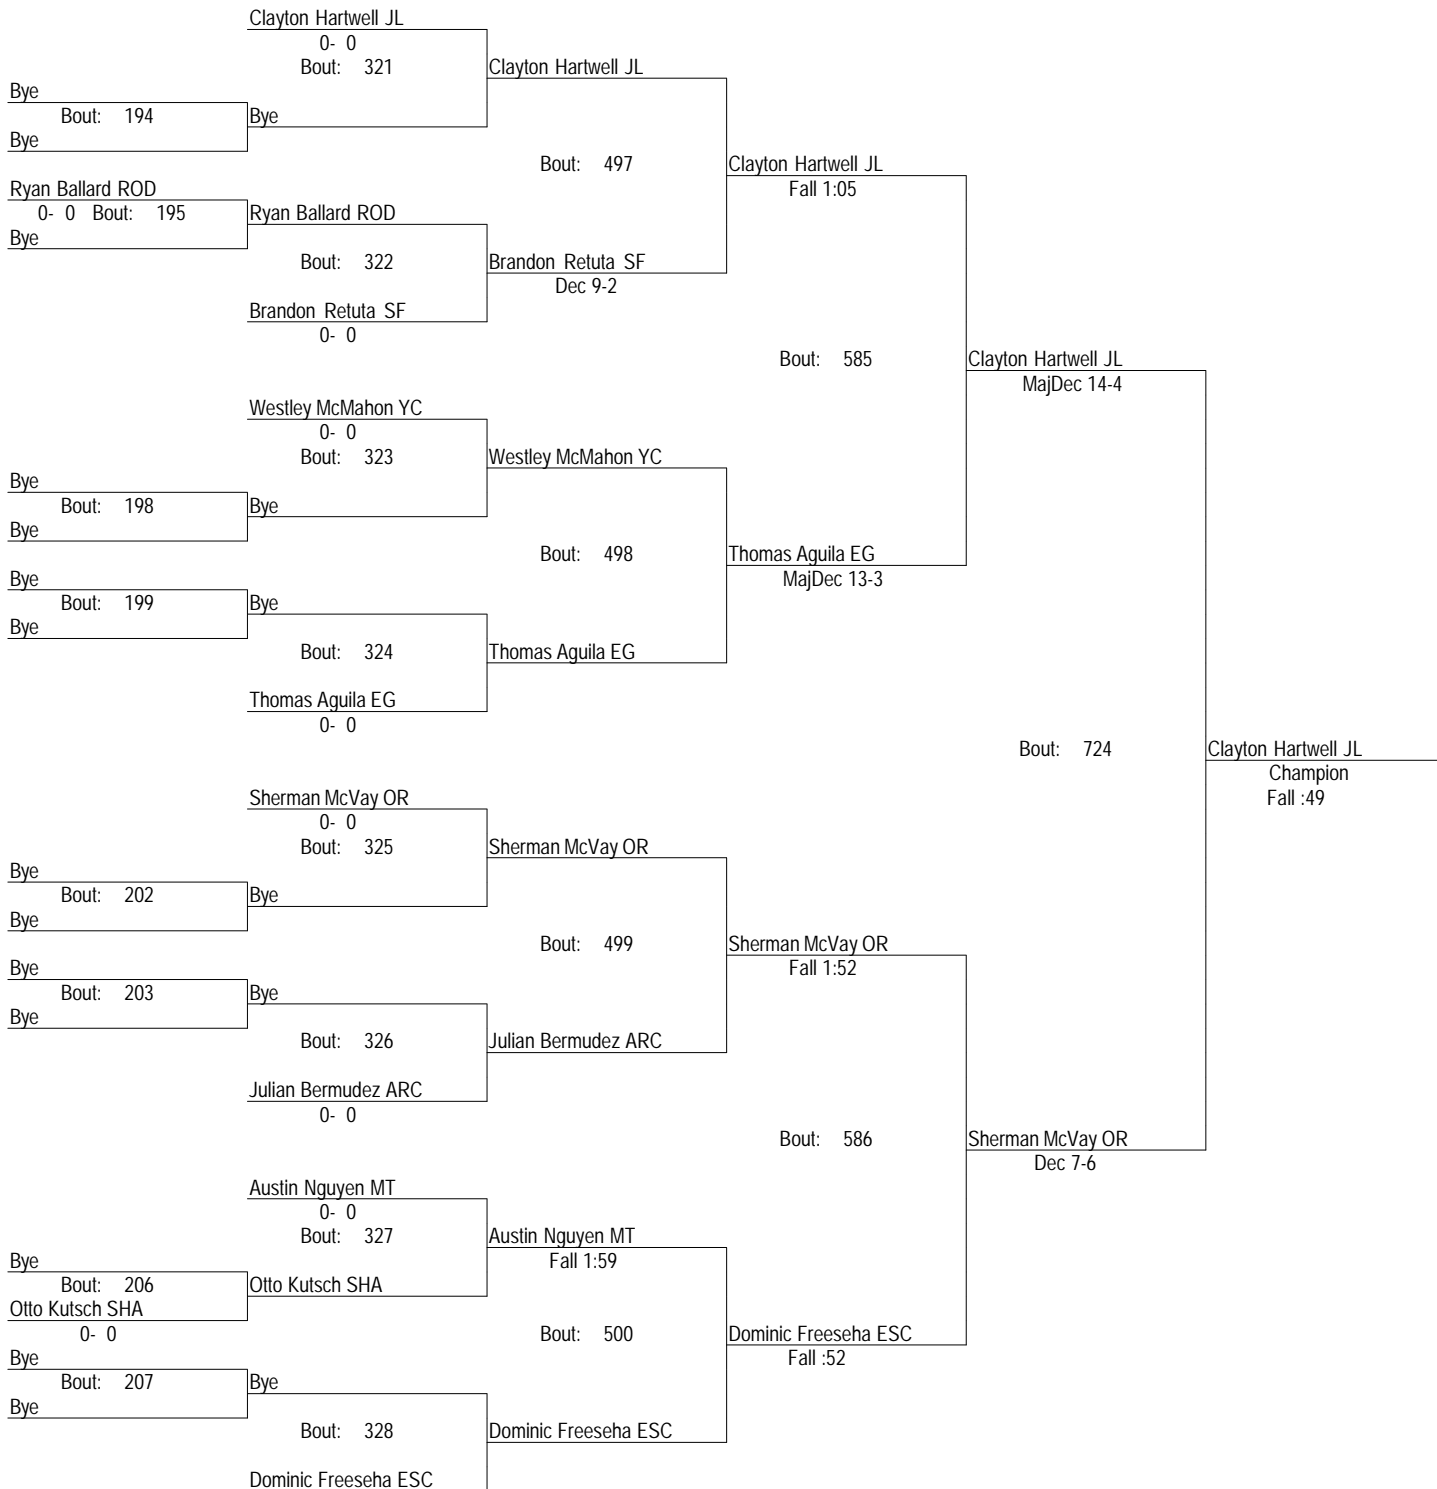 Clayton Hartwell JL
0- 0
Bout: 321
Clayton Hartwell JL
Bye
Bout: 194
Bye
Bye
Bout: 497
Clayton Hartwell JL
Fall 1:05
Ryan Ballard ROD
0- 0 Bout: 195
Ryan Ballard ROD
Bye
Bout: 322
Brandon Retuta SF
Dec 9-2
Brandon Retuta SF
0- 0
Bout: 585
Clayton Hartwell JL
MajDec 14-4
Westley McMahon YC
0- 0
Bout: 323
Westley McMahon YC
Bye
Bout: 198
Bye
Bye
Bout: 498
Thomas Aguila EG
MajDec 13-3
Bye
Bout: 199
Bye
Bye
Bout: 324
Thomas Aguila EG
Thomas Aguila EG
0- 0
Bout: 724
Clayton Hartwell JL
Champion
Fall :49
Sherman McVay OR
0- 0
Bout: 325
Sherman McVay OR
Bye
Bout: 202
Bye
Bye
Bout: 499
Sherman McVay OR
Fall 1:52
Bye
Bout: 203
Bye
Bye
Bout: 326
Julian Bermudez ARC
Julian Bermudez ARC
0- 0
Bout: 586
Sherman McVay OR
Dec 7-6
Austin Nguyen MT
0- 0
Bout: 327
Austin Nguyen MT
Fall 1:59
Bye
Bout: 206
Otto Kutsch SHA
Otto Kutsch SHA
0- 0
Bout: 500
Dominic Freeseha ESC
Fall :52
Bye
Bout: 207
Bye
Bye
Bout: 328
Dominic Freeseha ESC
Dominic Freeseha ESC